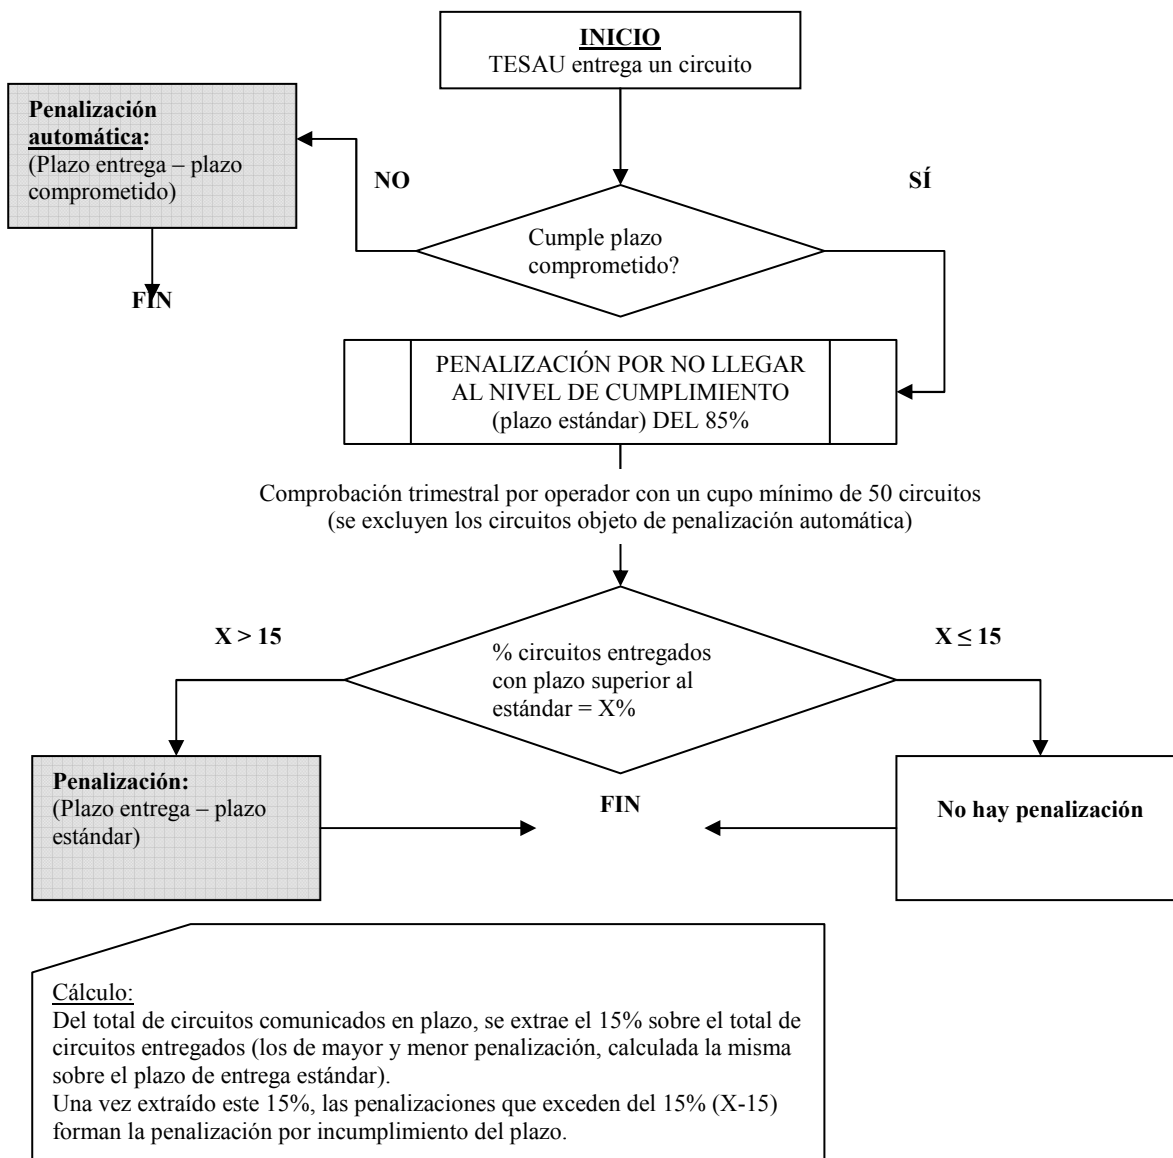 INICIO
TESAU entrega un circuito
Penalización
automática:
(Plazo entrega – plazo
comprometido)
NO
SÍ
Cumple plazo
comprometido?
FIN
PENALIZACIÓN POR NO LLEGAR
AL NIVEL DE CUMPLIMIENTO
(plazo estándar) DEL 85%
Comprobación trimestral por operador con un cupo mínimo de 50 circuitos
(se excluyen los circuitos objeto de penalización automática)
X > 15
X ≤ 15
% circuitos entregados
con plazo superior al
estándar = X%
Penalización:
(Plazo entrega – plazo
estándar)
FIN
No hay penalización
Cálculo:
Del total de circuitos comunicados en plazo, se extrae el 15% sobre el total de
circuitos entregados (los de mayor y menor penalización, calculada la misma
sobre el plazo de entrega estándar).
Una vez extraído este 15%, las penalizaciones que exceden del 15% (X-15)
forman la penalización por incumplimiento del plazo.